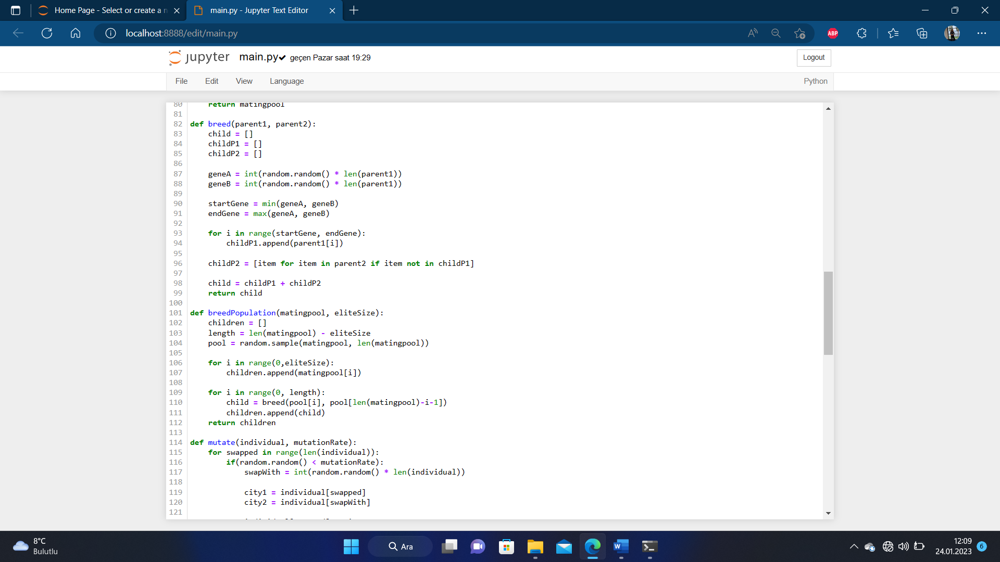 Home Page - Select or create a n
main.py - Jupyter Text Editor
localhost:8888/edit/main.py
ABP
jupyter main.py geçen Pazar saat 19:29
Logout
File Edit View Language
Python
80     return matingpool
81
82 def breed(parent1, parent2):
83     child = []
84     childP1 = []
85     childP2 = []
86
87     geneA = int(random.random() * len(parent1))
88     geneB = int(random.random() * len(parent1))
89
90     startGene = min(geneA, geneB)
91     endGene = max(geneA, geneB)
92
93     for i in range(startGene, endGene):
94         childP1.append(parent1[i])
95
96     childP2 = [item for item in parent2 if item not in childP1]
97
98     child = childP1 + childP2
99     return child
100
101 def breedPopulation(matingpool, eliteSize):
102     children = []
103     length = len(matingpool) - eliteSize
104     pool = random.sample(matingpool, len(matingpool))
105
106     for i in range(0,eliteSize):
107         children.append(matingpool[i])
108
109     for i in range(0, length):
110         child = breed(pool[i], pool[len(matingpool)-i-1])
111         children.append(child)
112     return children
113
114 def mutate(individual, mutationRate):
115     for swapped in range(len(individual)):
116         if(random.random() < mutationRate):
117             swapWith = int(random.random() * len(individual))
118
119             city1 = individual[swapped]
120             city2 = individual[swapWith]
121
8°C
Bulutlu
Ara
12:09
24.01.2023
6